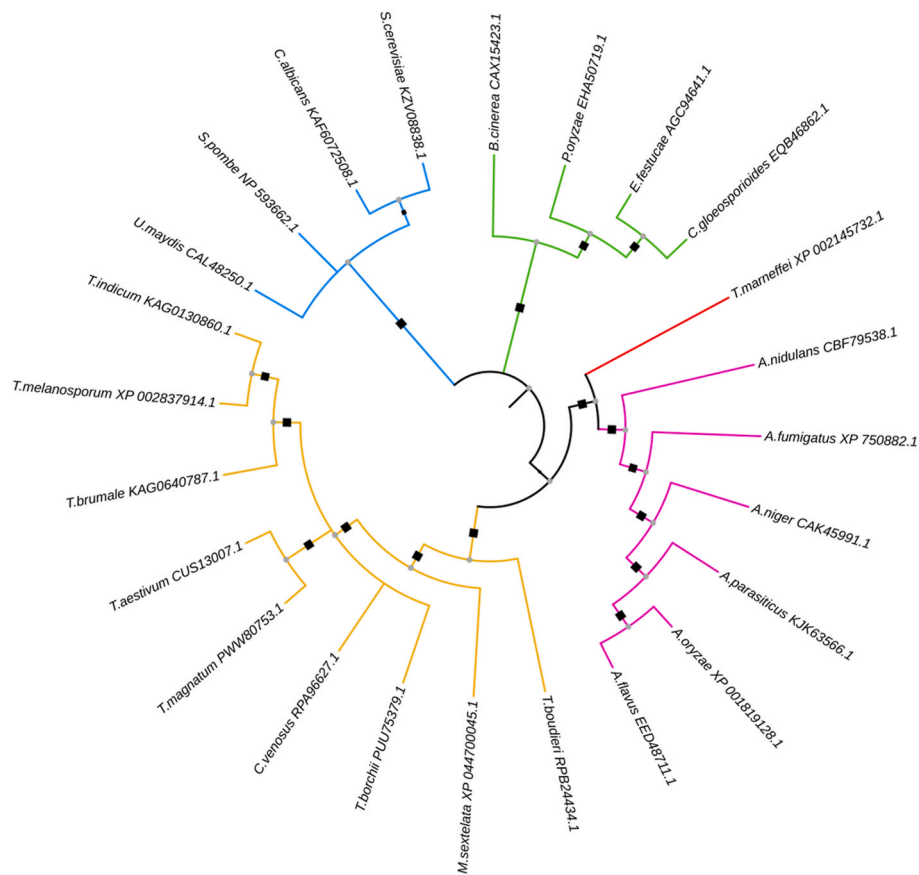 S.cerevisiae KZV08838.1
B.cinerea CAX15423.1
P.oryzae EHA50719.1
E.festucae AGC94641.1
C.gloeosporioides EQB46862.1
T.marneffei XP 002145732.1
A.nidulans CBF79538.1
A.fumigatus XP 750882.1
A.niger CAK45991.1
A.parasiticus KJK63566.1
A.oryzae XP 001819128.1
A.flavus EED48711.1
T.boudieri RPB24434.1
M.sextelata XP 044700045.1
T.borchii PUU75379.1
C.venosus RPA96627.1
T.magnatum PWW80753.1
T.aestivum CUS13007.1
T.brumale KAG0640787.1
T.melanosporum XP 002837914.1
T.indicum KAG0130860.1
U.maydis CAL48250.1
S.pombe NP 593662.1
C.albicans KAF6072508.1